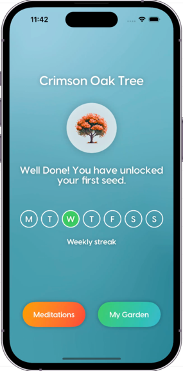 11:42
Crimson Oak Tree
Well Done! You have unlocked
your first seed.
M T W T F S S
Weekly streak
Meditations My Garden